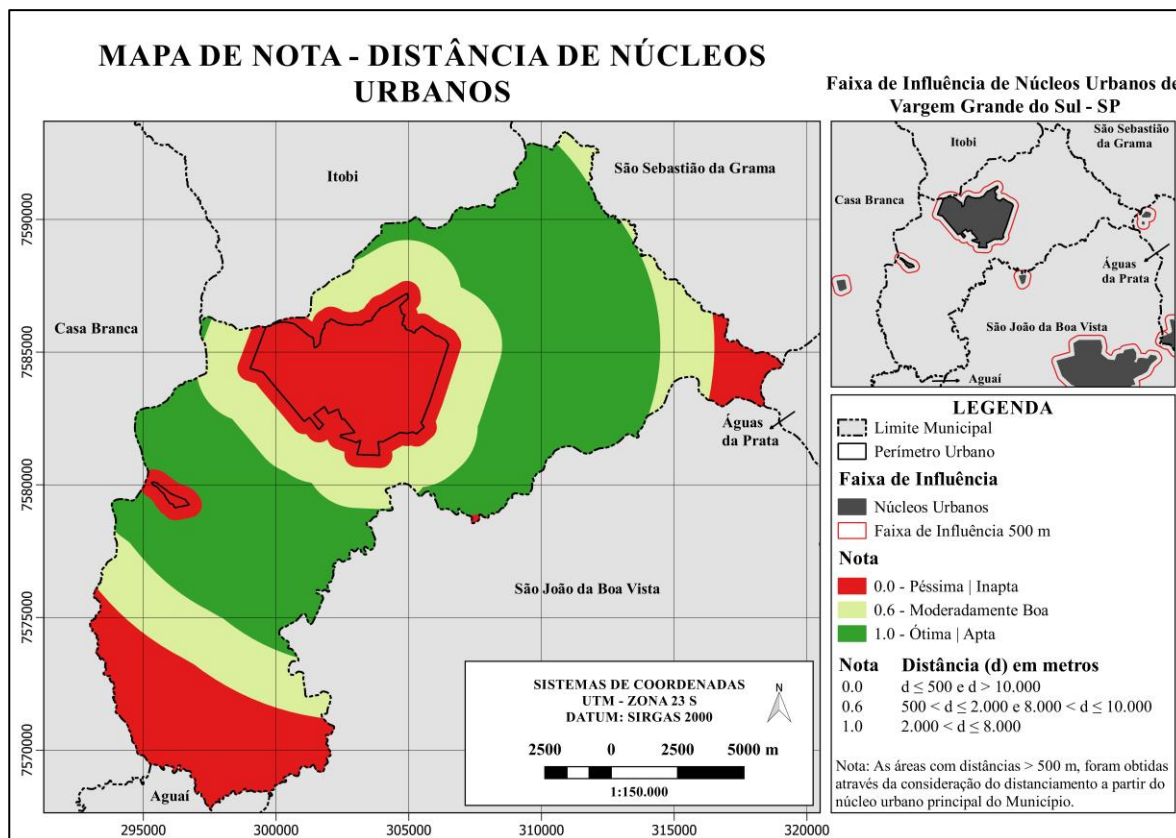 MAPA DE NOTA - DISTÂNCIA DE NÚCLEOS
URBANOS
Itobi
São Sebastião da Grama
Casa Branca
Águas
da Prata
São João da Boa Vista
Aguaí
7590000
7585000
7580000
7575000
7570000
295000
300000
305000
310000
315000
320000
SISTEMAS DE COORDENADAS
UTM - ZONA 23 S
DATUM: SIRGAS 2000
N
2500 0 2500 5000 m
1:150.000
Faixa de Influência de Núcleos Urbanos de
Vargem Grande do Sul - SP
Itobi
São Sebastião
da Grama
Casa Branca
Águas
da Prata
São João da Boa Vista
Aguaí
LEGENDA
Limite Municipal
Perímetro Urbano
Faixa de Influência
Núcleos Urbanos
Faixa de Influência 500 m
Nota
0.0 - Péssima | Inapta
0.6 - Moderadamente Boa
1.0 - Ótima | Apta
Nota Distância (d) em metros
0.0 d ≤ 500 e d > 10.000
0.6 500 < d ≤ 2.000 e 8.000 < d ≤ 10.000
1.0 2.000 < d ≤ 8.000
Nota: As áreas com distâncias > 500 m, foram obtidas
através da consideração do distanciamento a partir do
núcleo urbano principal do Município.